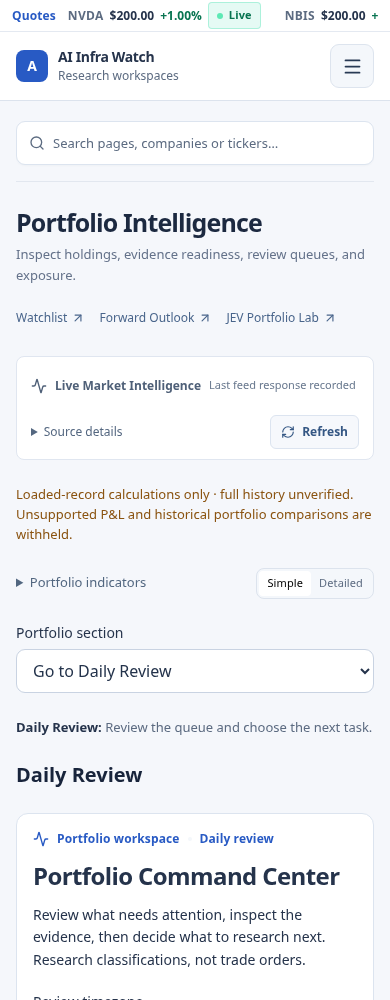 Quotes NVDA $200.00 +1.00% Live NBIS $200.00 +
A AI Infra Watch
Research workspaces
Search pages, companies or tickers...
Portfolio Intelligence
Inspect holdings, evidence readiness, review queues, and
exposure.
Watchlist Forward Outlook JEV Portfolio Lab
Live Market Intelligence Last feed response recorded
Source details Refresh
Loaded-record calculations only · full history unverified.
Unsupported P&L and historical portfolio comparisons are
withheld.
Portfolio indicators Simple Detailed
Portfolio section
Go to Daily Review
Daily Review: Review the queue and choose the next task.
Daily Review
Portfolio workspace · Daily review
Portfolio Command Center
Review what needs attention, inspect the
evidence, then decide what to research next.
Research classifications, not trade orders.
Review timezone